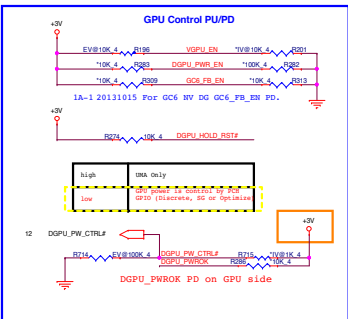 GPU Control PU/PD
+3V
EV@10K_4 R196 VGPU_EN *IV@10K_4 R201
*10K_4 R283 DGPU_PWR_EN *100K_4 R282
*10K_4 R309 GC6_FB_EN *10K_4 R313
1A-1 20131015 For GC6 NV DG GC6_FB_EN PD.
+3V
R274 10K_4 DGPU_HOLD_RST#
high UMA Only
low GPU power is control by PCH
GPIO (Discrete, SG or Optimize)
+3V
12 DGPU_PW_CTRL#
R714 EV@100K_4 DGPU_PW_CTRL# R715 *IV@1K_4
DGPU_PWROK R286 *10K_4
DGPU_PWROK PD on GPU side